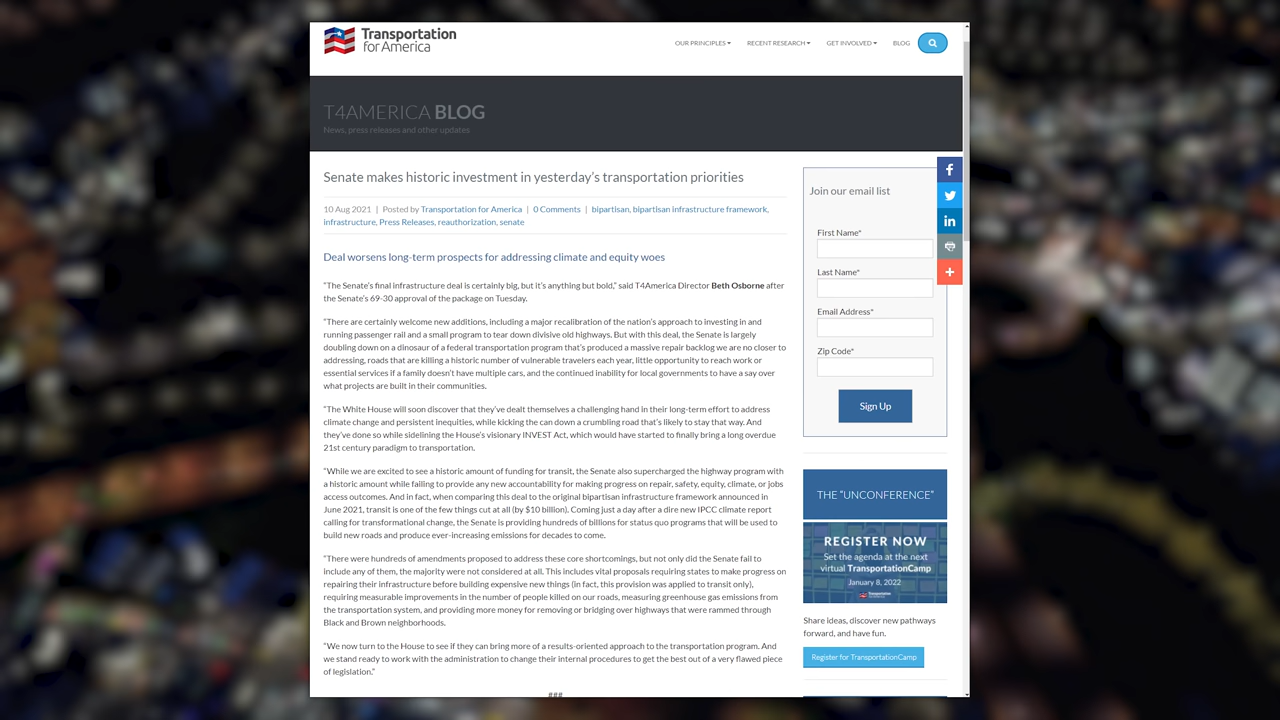 Transportation
for America
OUR PRINCIPLES
RECENT RESEARCH
GET INVOLVED
BLOG
T4AMERICA BLOG
News, press releases and other updates
Senate makes historic investment in yesterday’s transportation priorities
10 Aug 2021 | Posted by Transportation for America | 0 Comments | bipartisan, bipartisan infrastructure framework,
infrastructure, Press Releases, reauthorization, senate
Deal worsens long-term prospects for addressing climate and equity woes
“The Senate’s final infrastructure deal is certainly big, but it’s anything but bold,” said T4America Director Beth Osborne after
the Senate’s 69-30 approval of the package on Tuesday.
“There are certainly welcome new additions, including a major recalibration of the nation’s approach to investing in and
running passenger rail and a small program to tear down divisive old highways. But with this deal, the Senate is largely
doubling down on a dinosaur of a federal transportation program that’s produced a massive repair backlog we are no closer to
addressing, roads that are killing a historic number of vulnerable travelers each year, little opportunity to reach work or
essential services if a family doesn’t have multiple cars, and the continued inability for local governments to have a say over
what projects are built in their communities.
“The White House will soon discover that they’ve dealt themselves a challenging hand in their long-term effort to address
climate change and persistent inequities, while kicking the can down a crumbling road that’s likely to stay that way. And
they’ve done so while sidelining the House’s visionary INVEST Act, which would have started to finally bring a long overdue
21st century paradigm to transportation.
“While we are excited to see a historic amount of funding for transit, the Senate also supercharged the highway program with
a historic amount while failing to provide any new accountability for making progress on repair, safety, equity, climate, or jobs
access outcomes. And in fact, when comparing this deal to the original bipartisan infrastructure framework announced in
June 2021, transit is one of the few things cut at all (by $10 billion). Coming just a day after a dire new IPCC climate report
calling for transformational change, the Senate is providing hundreds of billions for status quo programs that will be used to
build new roads and produce ever-increasing emissions for decades to come.
“There were hundreds of amendments proposed to address these core shortcomings, but not only did the Senate fail to
include any of them, the majority were not considered at all. This includes vital proposals requiring states to make progress on
repairing their infrastructure before building expensive new things (in fact, this provision was applied to transit only),
requiring measurable improvements in the number of people killed on our roads, measuring greenhouse gas emissions from
the transportation system, and providing more money for removing or bridging over highways that were rammed through
Black and Brown neighborhoods.
“We now turn to the House to see if they can bring more of a results-oriented approach to the transportation program. And
we stand ready to work with the administration to change their internal procedures to get the best out of a very flawed piece
of legislation.”
###
Join our email list
First Name*
Last Name*
Email Address*
Zip Code*
Sign Up
THE “UNCONFERENCE”
REGISTER NOW
Set the agenda at the next
virtual TransportationCamp
January 8, 2022
Share ideas, discover new pathways
forward, and have fun.
Register for TransportationCamp